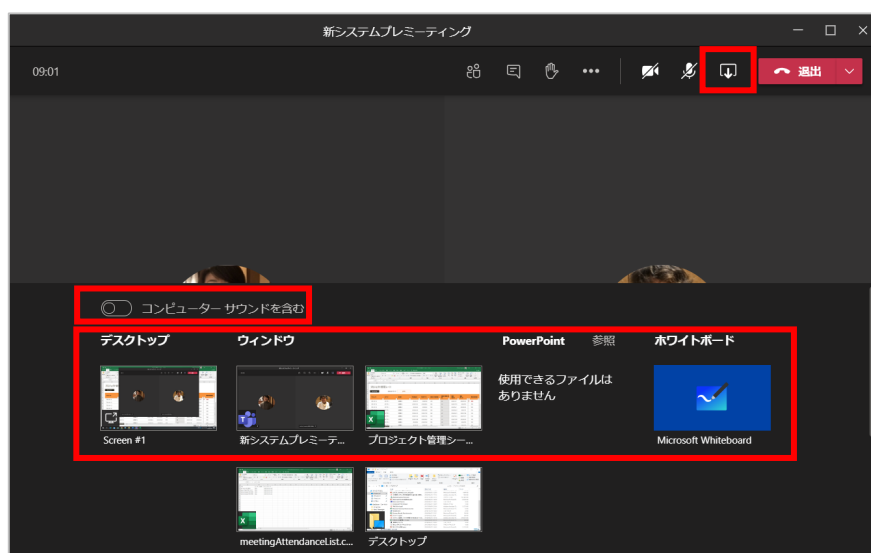 新システムプレミーティング
09:01
退出
コンピューター サウンドを含む
デスクトップ ウィンドウ PowerPoint 参照 ホワイトボード
使用できるファイルは
ありません
Screen #1 新システムプレミーテ... プロジェクト管理シー... Microsoft Whiteboard
meetingAttendanceList.c... デスクトップ